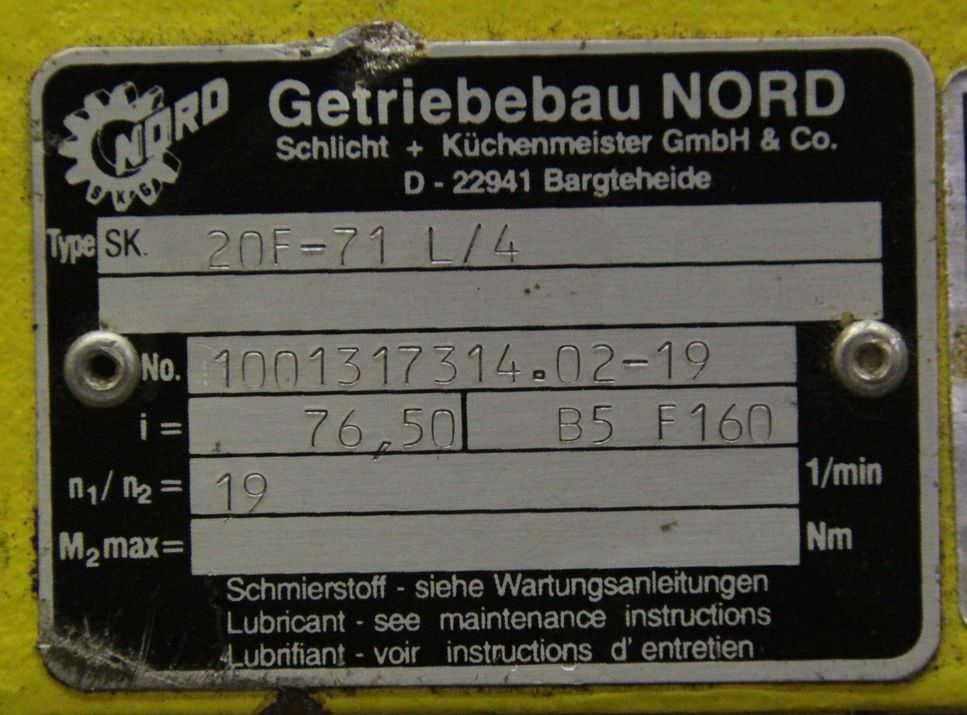 NORD
SKG
Getriebebau NORD
Schlicht + Küchenmeister GmbH & Co.
D - 22941 Bargteheide
Type SK. 20F-71 L/4
No. 1001317314.02-19
i = 76,50 B5 F160
n1/ n2 = 19 1/min
M2max= Nm
Schmierstoff - siehe Wartungsanleitungen
Lubricant - see maintenance instructions
Lubrifiant - voir instructions d' entretien